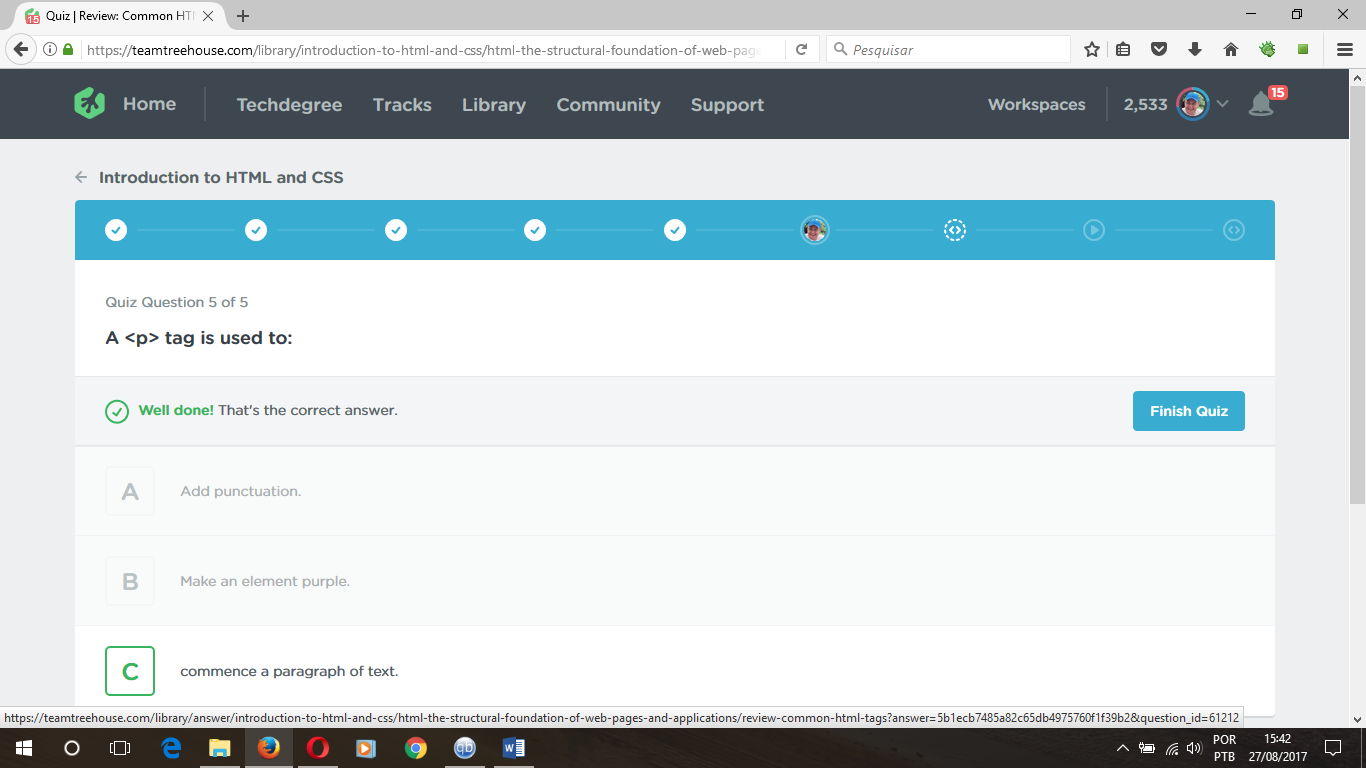 15
Quiz | Review: Common HT
https://teamtreehouse.com/library/introduction-to-html-and-css/html-the-structural-foundation-of-web-page
Pesquisar
Home Techdegree Tracks Library Community Support Workspaces 2,533 15
Introduction to HTML and CSS
Quiz Question 5 of 5
A <p> tag is used to:
Well done! That's the correct answer.
Finish Quiz
A Add punctuation.
B Make an element purple.
C commence a paragraph of text.
https://teamtreehouse.com/library/answer/introduction-to-html-and-css/html-the-structural-foundation-of-web-pages-and-applications/review-common-html-tags?answer=5b1ecb7485a82c65db4975760f1f39b2&question_id=61212
POR 15:42
PTB 27/08/2017